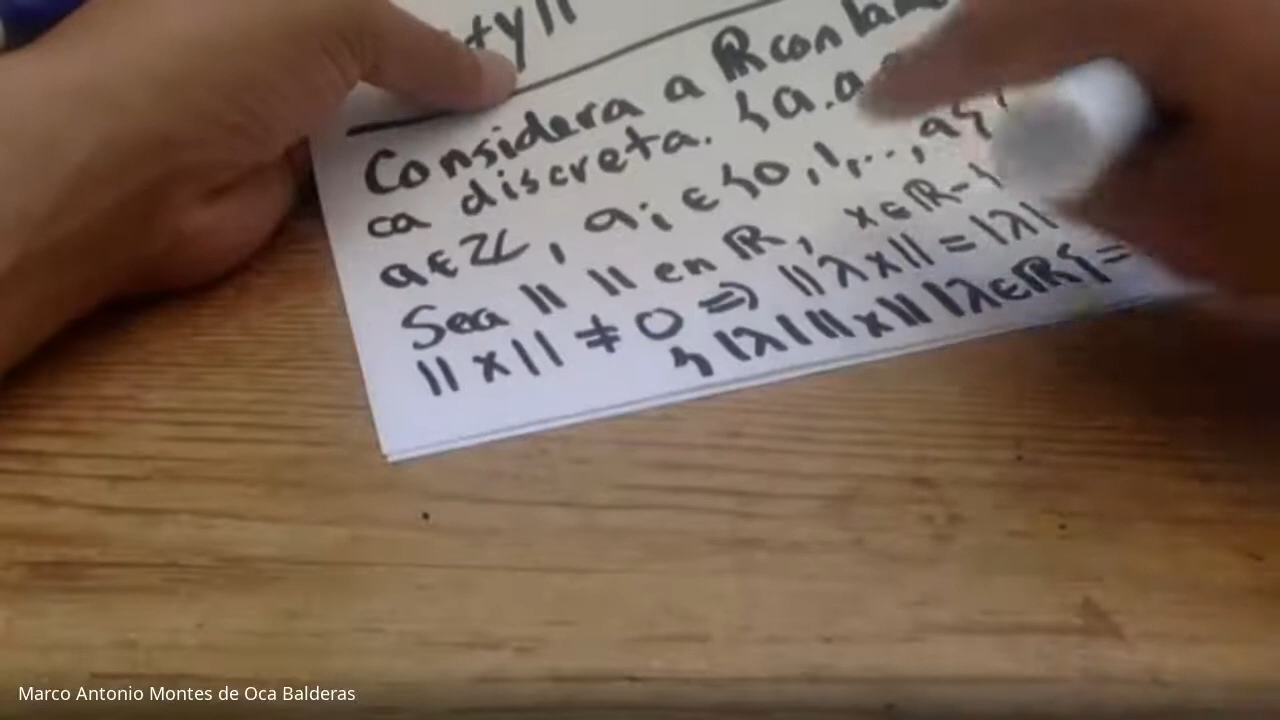 +y||
Considera a ℝ con la
ca discreta. {a.a
a∈ℤ, aᵢ∈{0,1,...,9}
Sea || || en ℝ, x∈ℝ-{
||x|| ≠ 0 ⇒ ||λx|| = |λ|
{|λ|||x|| |λ∈ℝ} =
Marco Antonio Montes de Oca Balderas